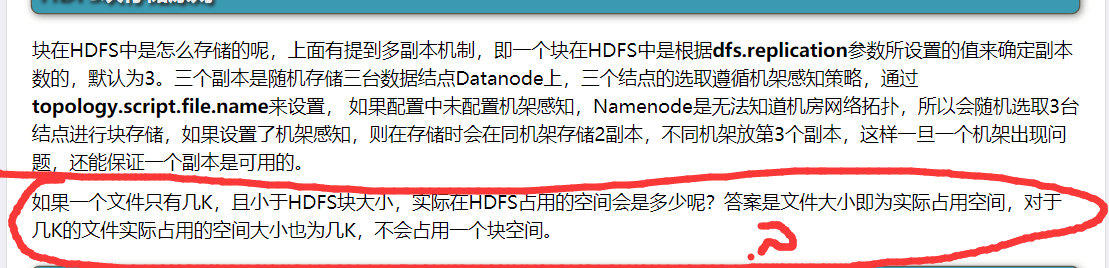 块在HDFS中是怎么存储的呢，上面有提到多副本机制，即一个块在HDFS中是根据dfs.replication参数所设置的值来确定副本
数的，默认为3。三个副本是随机存储三台数据结点Datanode上，三个结点的选取遵循机架感知策略，通过
topology.script.file.name来设置， 如果配置中未配置机架感知，Namenode是无法知道机房网络拓扑，所以会随机选取3台
结点进行块存储，如果设置了机架感知，则在存储时会在同机架存储2副本，不同机架放第3个副本，这样一旦一个机架出现问
题，还能保证一个副本是可用的。
如果一个文件只有几K，且小于HDFS块大小，实际在HDFS占用的空间会是多少呢？答案是文件大小即为实际占用空间，对于
几K的文件实际占用的空间大小也为几K，不会占用一个块空间。
?